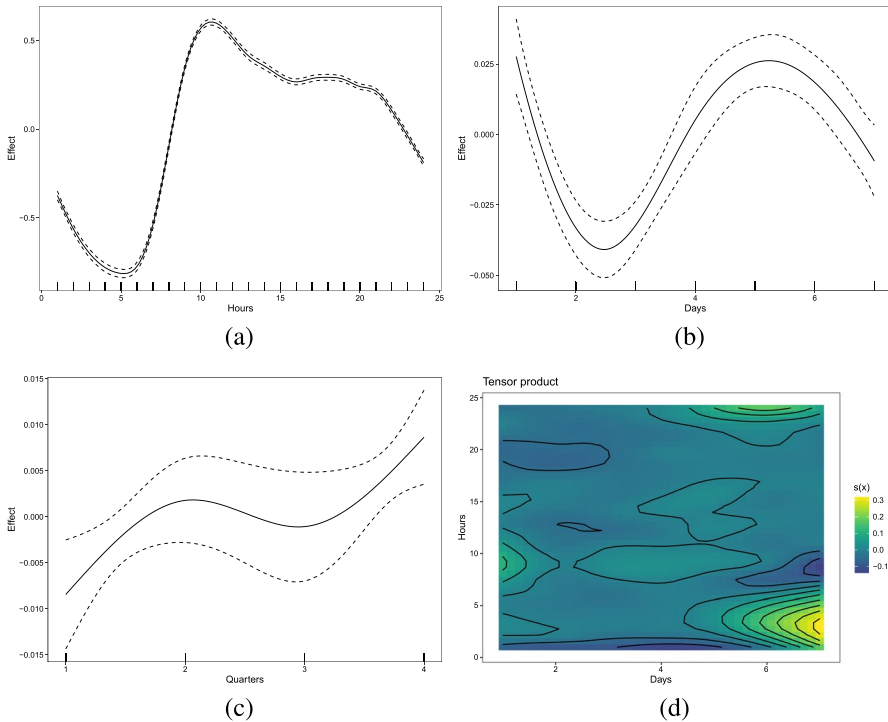 0.5
0.0
−0.5
Effect
0 5 10 15 20 25
Hours
(a)
0.025
0.000
−0.025
−0.050
Effect
2 4 6
Days
(b)
0.015
0.010
0.005
0.000
−0.005
−0.010
−0.015
Effect
1 2 3 4
Quarters
(c)
Tensor product
25
20
15
10
5
0
Hours
2 4 6
Days
s(x)
0.3
0.2
0.1
0.0
−0.1
(d)